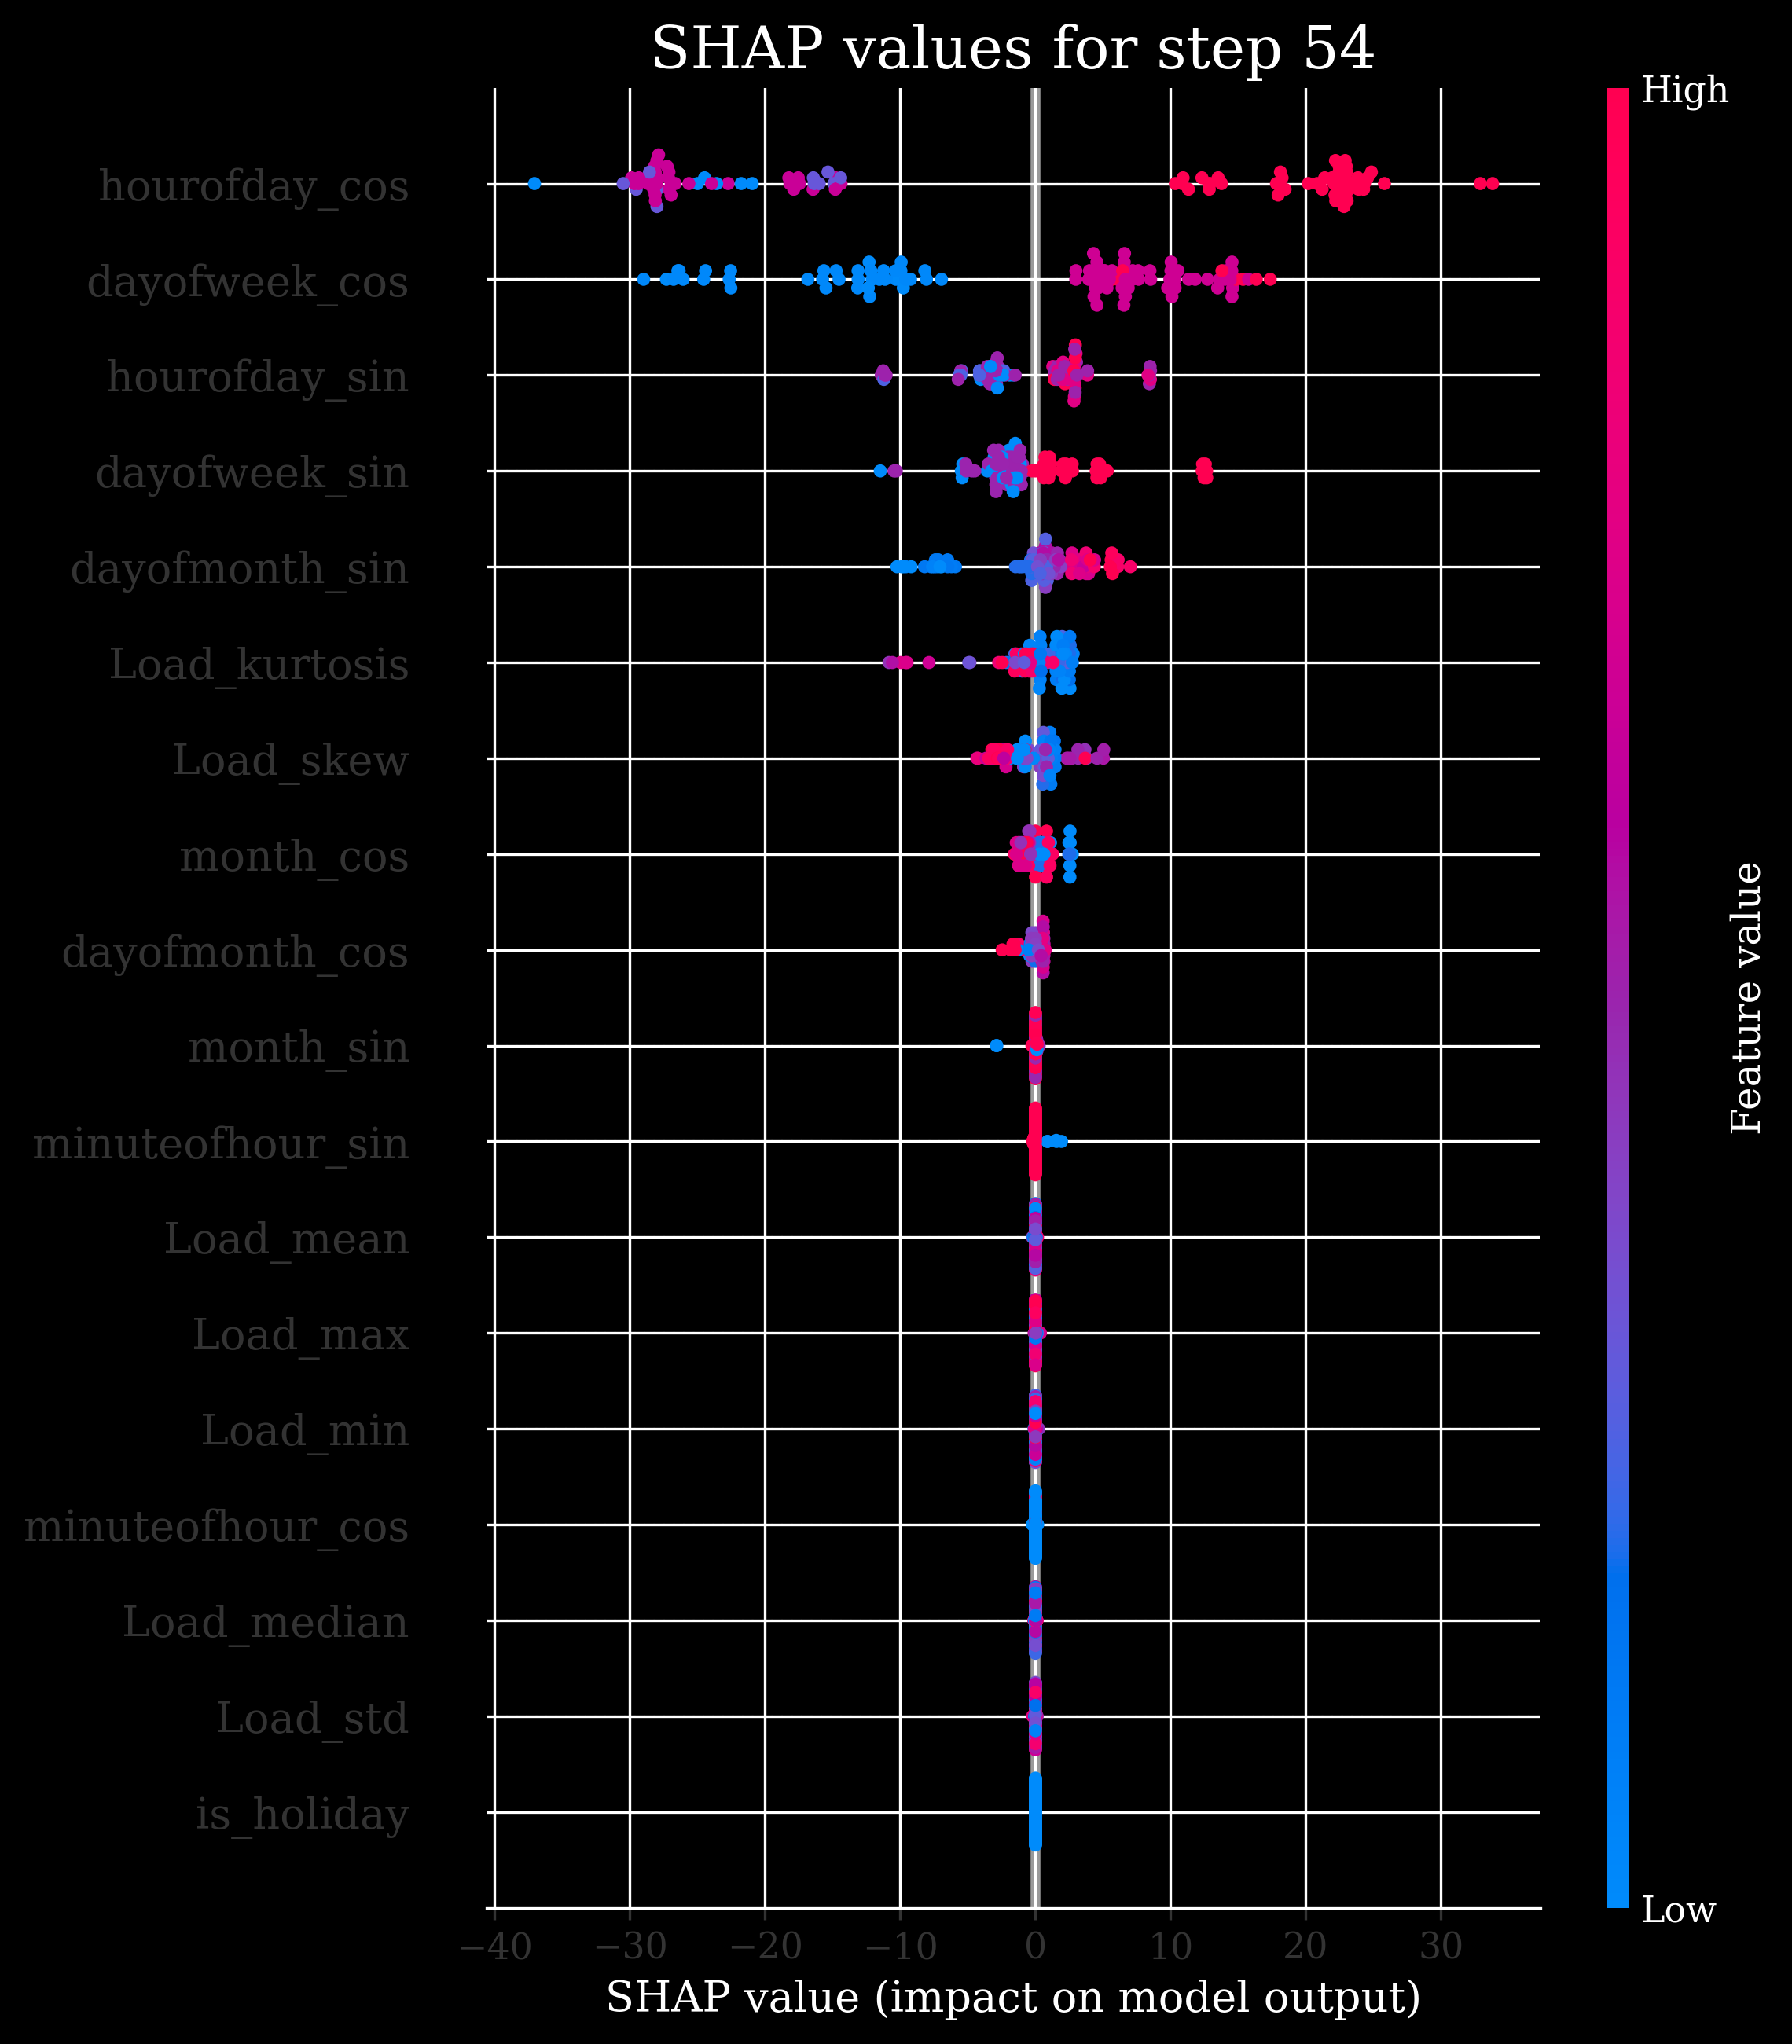 SHAP values for step 54
High
hourofday_cos
dayofweek_cos
hourofday_sin
dayofweek_sin
dayofmonth_sin
Load_kurtosis
Load_skew
month_cos
dayofmonth_cos
month_sin
minuteofhour_sin
Load_mean
Load_max
Load_min
minuteofhour_cos
Load_median
Load_std
is_holiday
Feature value
Low
−40 −30 −20 −10 0 10 20 30
SHAP value (impact on model output)